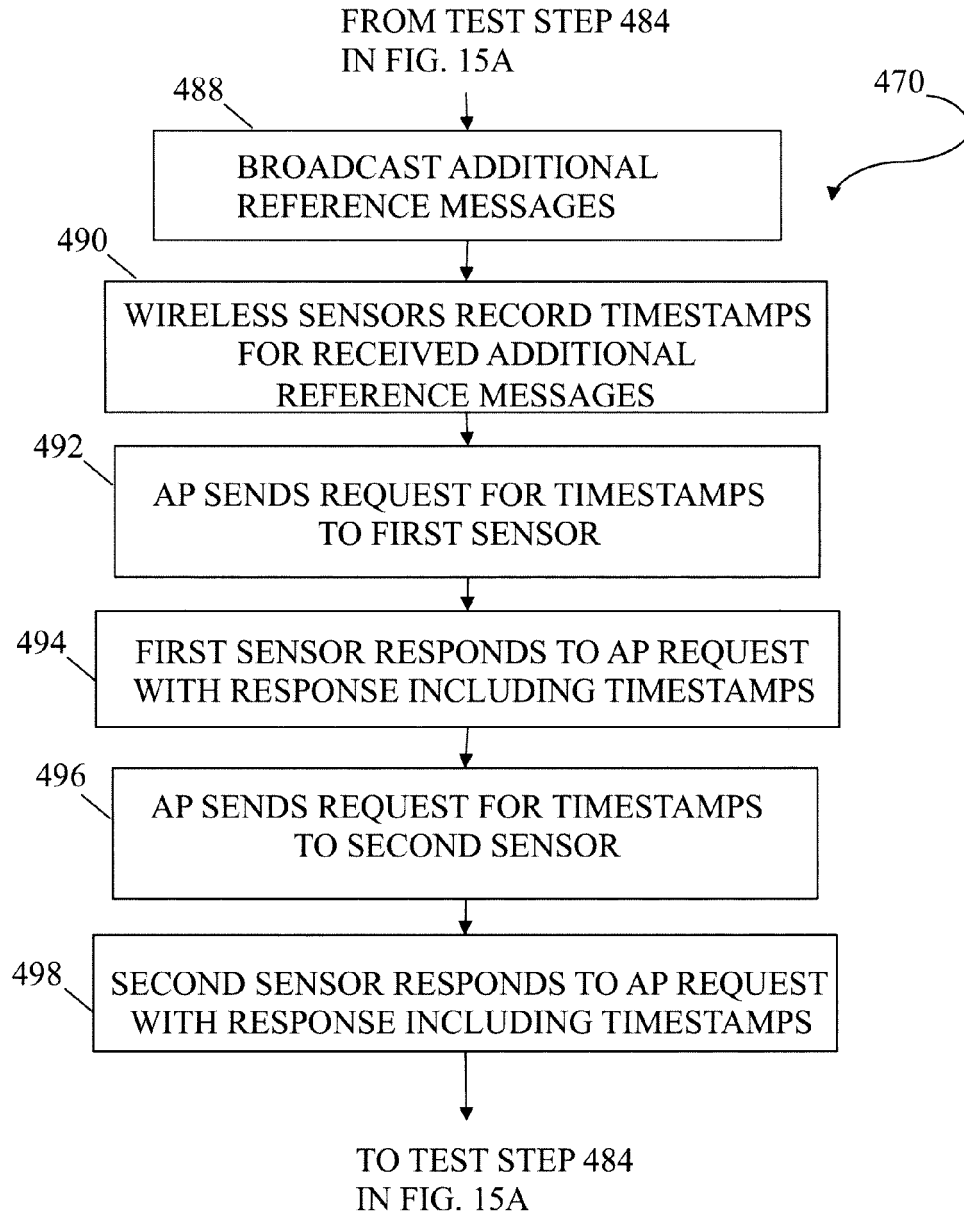 FROM TEST STEP 484
IN FIG. 15A
488
470
BROADCAST ADDITIONAL
REFERENCE MESSAGES
490
WIRELESS SENSORS RECORD TIMESTAMPS
FOR RECEIVED ADDITIONAL
REFERENCE MESSAGES
492
AP SENDS REQUEST FOR TIMESTAMPS
TO FIRST SENSOR
494
FIRST SENSOR RESPONDS TO AP REQUEST
WITH RESPONSE INCLUDING TIMESTAMPS
496
AP SENDS REQUEST FOR TIMESTAMPS
TO SECOND SENSOR
498
SECOND SENSOR RESPONDS TO AP REQUEST
WITH RESPONSE INCLUDING TIMESTAMPS
TO TEST STEP 484
IN FIG. 15A